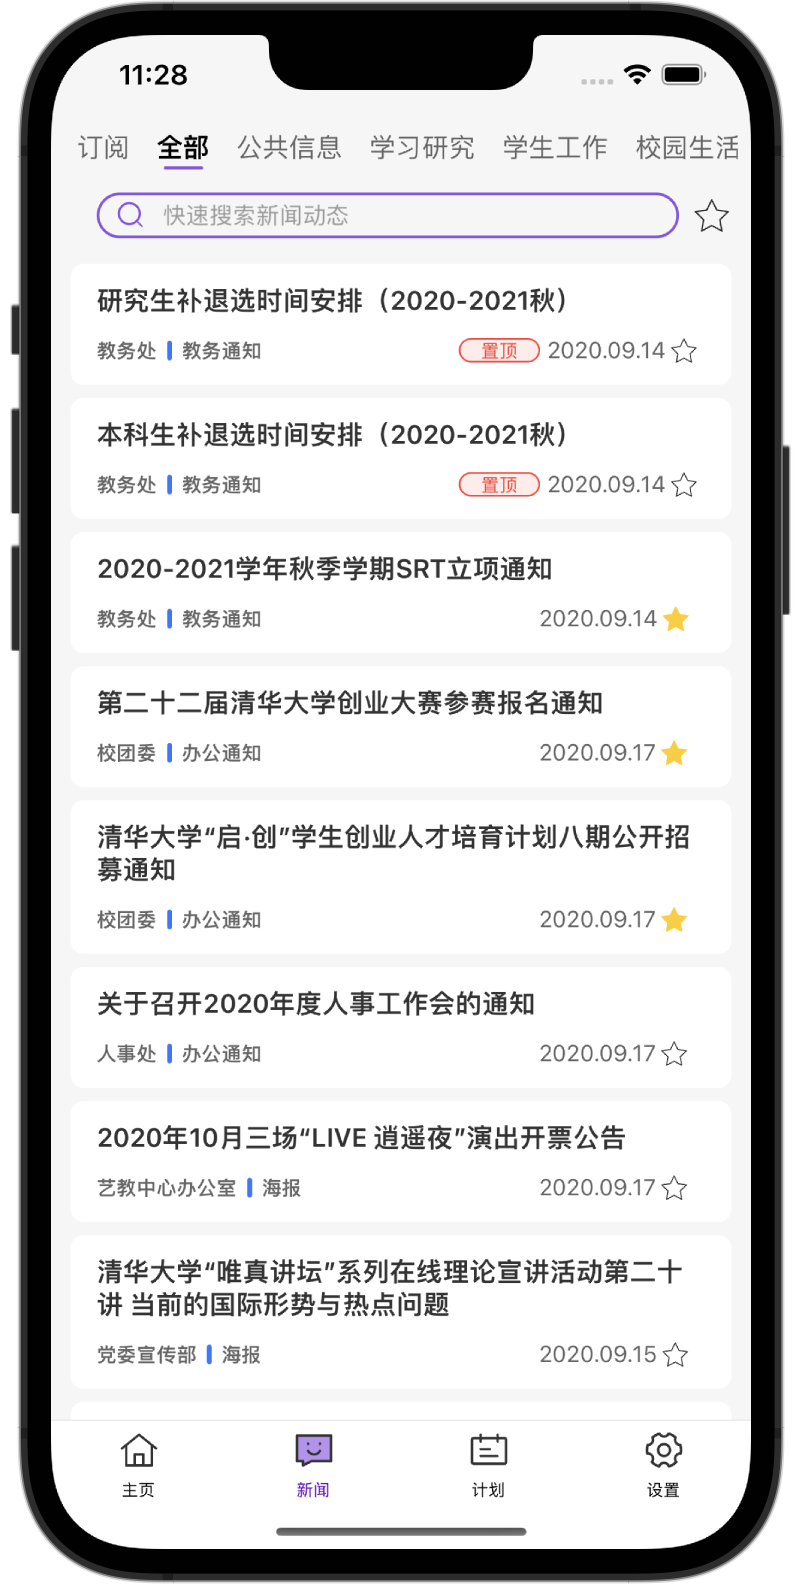 11:28
订阅 全部 公共信息 学习研究 学生工作 校园生活
快速搜索新闻动态
研究生补退选时间安排（2020-2021秋）
教务处 教务通知 置顶 2020.09.14
本科生补退选时间安排（2020-2021秋）
教务处 教务通知 置顶 2020.09.14
2020-2021学年秋季学期SRT立项通知
教务处 教务通知 2020.09.14
第二十二届清华大学创业大赛参赛报名通知
校团委 办公通知 2020.09.17
清华大学“启·创”学生创业人才培育计划八期公开招
募通知
校团委 办公通知 2020.09.17
关于召开2020年度人事工作会的通知
人事处 办公通知 2020.09.17
2020年10月三场“LIVE 逍遥夜”演出开票公告
艺教中心办公室 海报 2020.09.17
清华大学“唯真讲坛”系列在线理论宣讲活动第二十
讲 当前的国际形势与热点问题
党委宣传部 海报 2020.09.15
主页 新闻 计划 设置